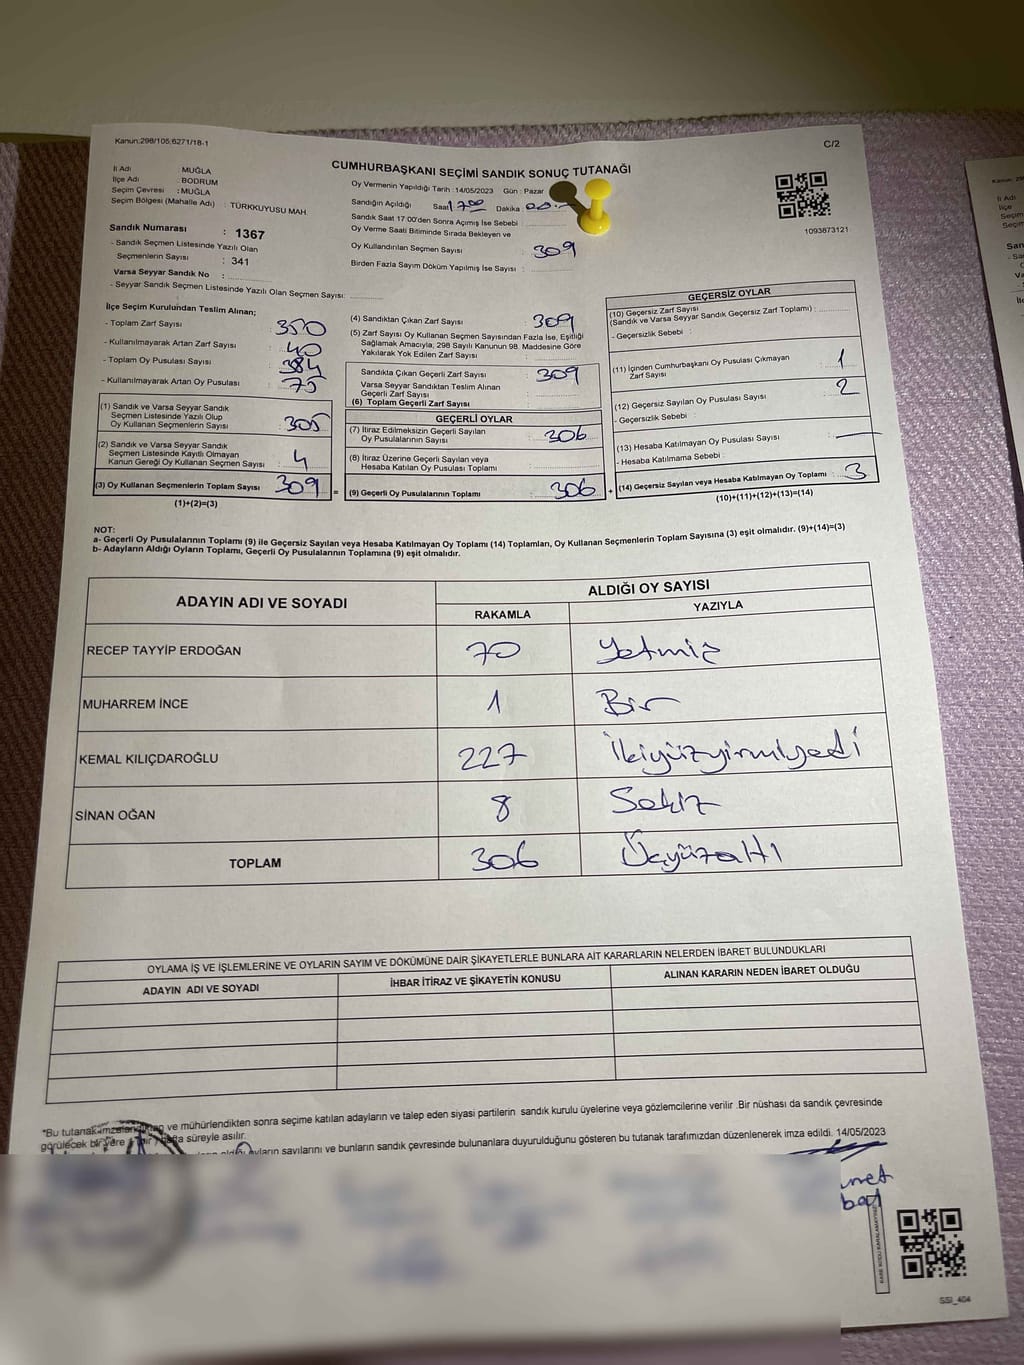 Kanun:298/105;6271/18-1
C/2
CUMHURBAŞKANI SEÇİMİ SANDIK SONUÇ TUTANAĞI
İl Adı : MUĞLA
İlçe Adı : BODRUM
Seçim Çevresi : MUĞLA
Seçim Bölgesi (Mahalle Adı) : TÜRKKUYUSU MAH.
Sandık Numarası : 1367
- Sandık Seçmen Listesinde Yazılı Olan
Seçmenlerin Sayısı : 341
Varsa Seyyar Sandık No :
- Seyyar Sandık Seçmen Listesinde Yazılı Olan Seçmen Sayısı:
Oy Vermenin Yapıldığı Tarih : 14/05/2023 Gün : Pazar
Sandığın Açıldığı Saat 17 00 Dakika 00
Sandık Saat 17:00'den Sonra Açımış İse Sebebi :
Oy Verme Saati Bitiminde Sırada Bekleyen ve
Oy Kullandırılan Seçmen Sayısı : 309
Birden Fazla Sayım Döküm Yapılmış İse Sayısı :
1093873121
İlçe Seçim Kurulundan Teslim Alınan;
- Toplam Zarf Sayısı : 350
- Kullanılmayarak Artan Zarf Sayısı : 40
- Toplam Oy Pusulası Sayısı : 384
- Kullanılmayarak Artan Oy Pusulası : 75
(1) Sandık ve Varsa Seyyar Sandık
Seçmen Listesinde Yazılı Olup
Oy Kullanan Seçmenlerin Sayısı : 305
(2) Sandık ve Varsa Seyyar Sandık
Seçmen Listesinde Kayıtlı Olmayan
Kanun Gereği Oy Kullanan Seçmen Sayısı : 4
(3) Oy Kullanan Seçmenlerin Toplam Sayısı : 309
(1)+(2)=(3)
(4) Sandıktan Çıkan Zarf Sayısı : 309
(5) Zarf Sayısı Oy Kullanan Seçmen Sayısından Fazla İse, Eşitliği
Sağlamak Amacıyla, 298 Sayılı Kanunun 98. Maddesine Göre
Yakılarak Yok Edilen Zarf Sayısı :
Sandıkta Çıkan Geçerli Zarf Sayısı : 309
Varsa Seyyar Sandıktan Teslim Alınan
Geçerli Zarf Sayısı :
(6) Toplam Geçerli Zarf Sayısı :
GEÇERLİ OYLAR
(7) İtiraz Edilmeksizin Geçerli Sayılan
Oy Pusulalarının Sayısı : 306
(8) İtiraz Üzerine Geçerli Sayılan veya
Hesaba Katılan Oy Pusulası Toplamı :
= (9) Geçerli Oy Pusulalarının Toplamı : 306 +
GEÇERSİZ OYLAR
(10) Geçersiz Zarf Sayısı
(Sandık ve Varsa Seyyar Sandık Geçersiz Zarf Toplamı) :
- Geçersizlik Sebebi :
(11) İçinden Cumhurbaşkanı Oy Pusulası Çıkmayan
Zarf Sayısı : 1
(12) Geçersiz Sayılan Oy Pusulası Sayısı : 2
- Geçersizlik Sebebi :
(13) Hesaba Katılmayan Oy Pusulası Sayısı :
- Hesaba Katılmama Sebebi :
(14) Geçersiz Sayılan veya Hesaba Katılmayan Oy Toplamı : 3
(10)+(11)+(12)+(13)=(14)
NOT:
a- Geçerli Oy Pusulalarının Toplamı (9) ile Geçersiz Sayılan veya Hesaba Katılmayan Oy Toplamı (14) Toplamları, Oy Kullanan Seçmenlerin Toplam Sayısına (3) eşit olmalıdır. (9)+(14)=(3)
b- Adayların Aldığı Oyların Toplamı, Geçerli Oy Pusulalarının Toplamına (9) eşit olmalıdır.
ADAYIN ADI VE SOYADI ALDIĞI OY SAYISI
RAKAMLA YAZIYLA
RECEP TAYYİP ERDOĞAN 70 Yetmiş
MUHARREM İNCE 1 Bir
KEMAL KILIÇDAROĞLU 227 İkiyüzyirmiyedi
SİNAN OĞAN 8 Sekiz
TOPLAM 306 Üçyüzaltı
OYLAMA İŞ VE İŞLEMLERİNE VE OYLARIN SAYIM VE DÖKÜMÜNE DAİR ŞİKAYETLERLE BUNLARA AİT KARARLARIN NELERDEN İBARET BULUNDUKLARI
ADAYIN ADI VE SOYADI İHBAR İTİRAZ VE ŞİKAYETİN KONUSU ALINAN KARARIN NEDEN İBARET OLDUĞU
*Bu tutanak ve mühürlendikten sonra seçime katılan adayların ve talep eden siyasi partilerin sandık kurulu üyelerine veya gözlemcilerine verilir .Bir nüshası da sandık çevresinde
görülecek bir yere süreyle asılır.
oyların sayılarını ve bunların sandık çevresinde bulunanlara duyurulduğunu gösteren bu tutanak tarafımızdan düzenlenerek imza edildi. 14/05/2023
KARE KODU KARALAMAYINIZ
SSI_404